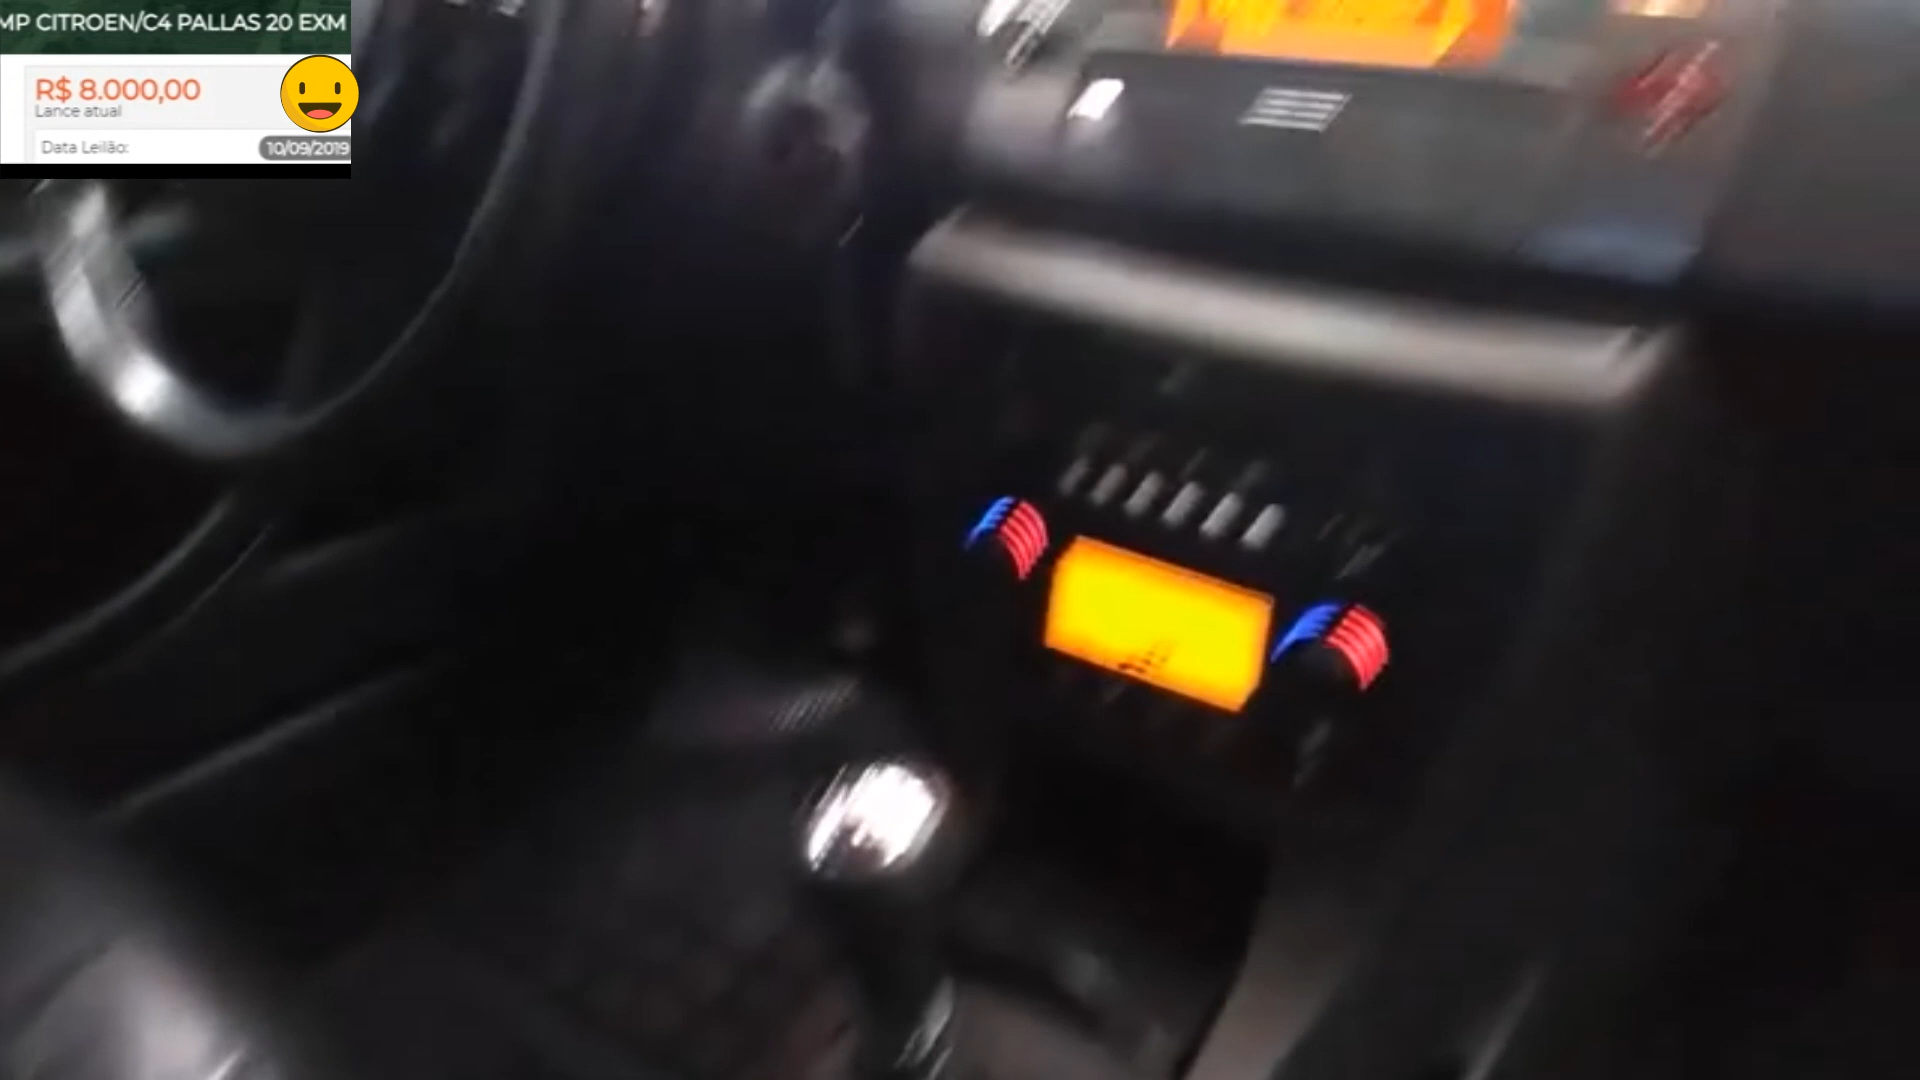 MP CITROEN/C4 PALLAS 20 EXM
R$ 8.000,00
Lance atual
Data Leilão: 10/09/2019